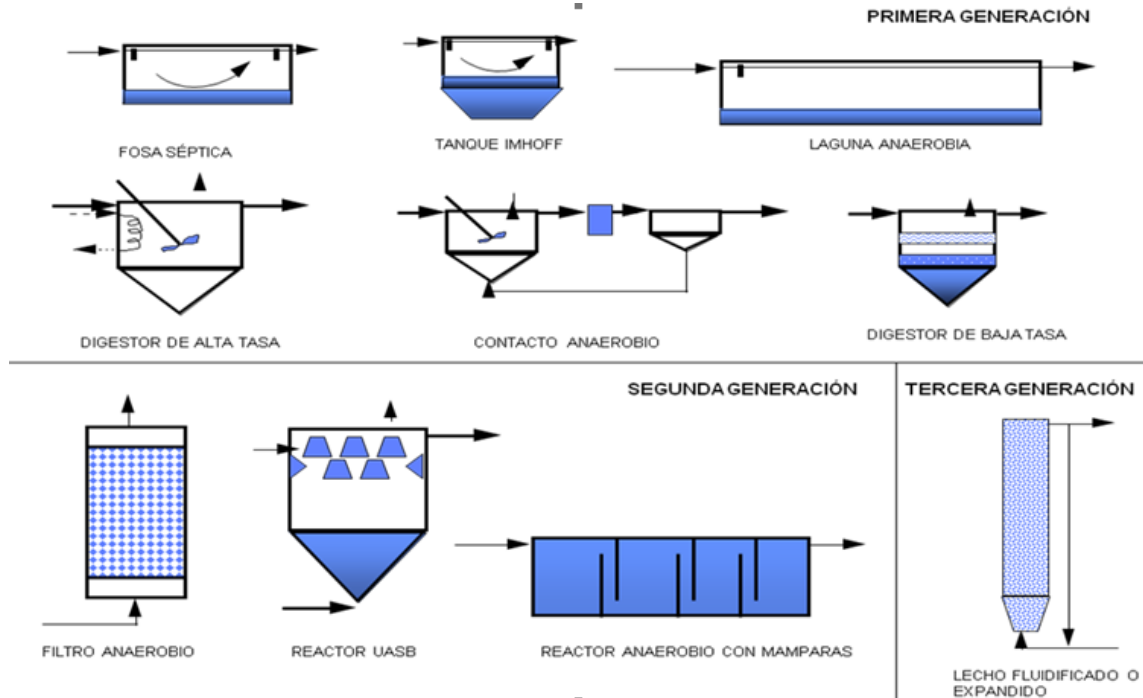 PRIMERA GENERACIÓN
FOSA SÉPTICA
TANQUE IMHOFF
LAGUNA ANAEROBIA
DIGESTOR DE ALTA TASA
CONTACTO ANAEROBIO
DIGESTOR DE BAJA TASA
SEGUNDA GENERACIÓN
TERCERA GENERACIÓN
FILTRO ANAEROBIO
REACTOR UASB
REACTOR ANAEROBIO CON MAMPARAS
LECHO FLUIDIFICADO O
EXPANDIDO